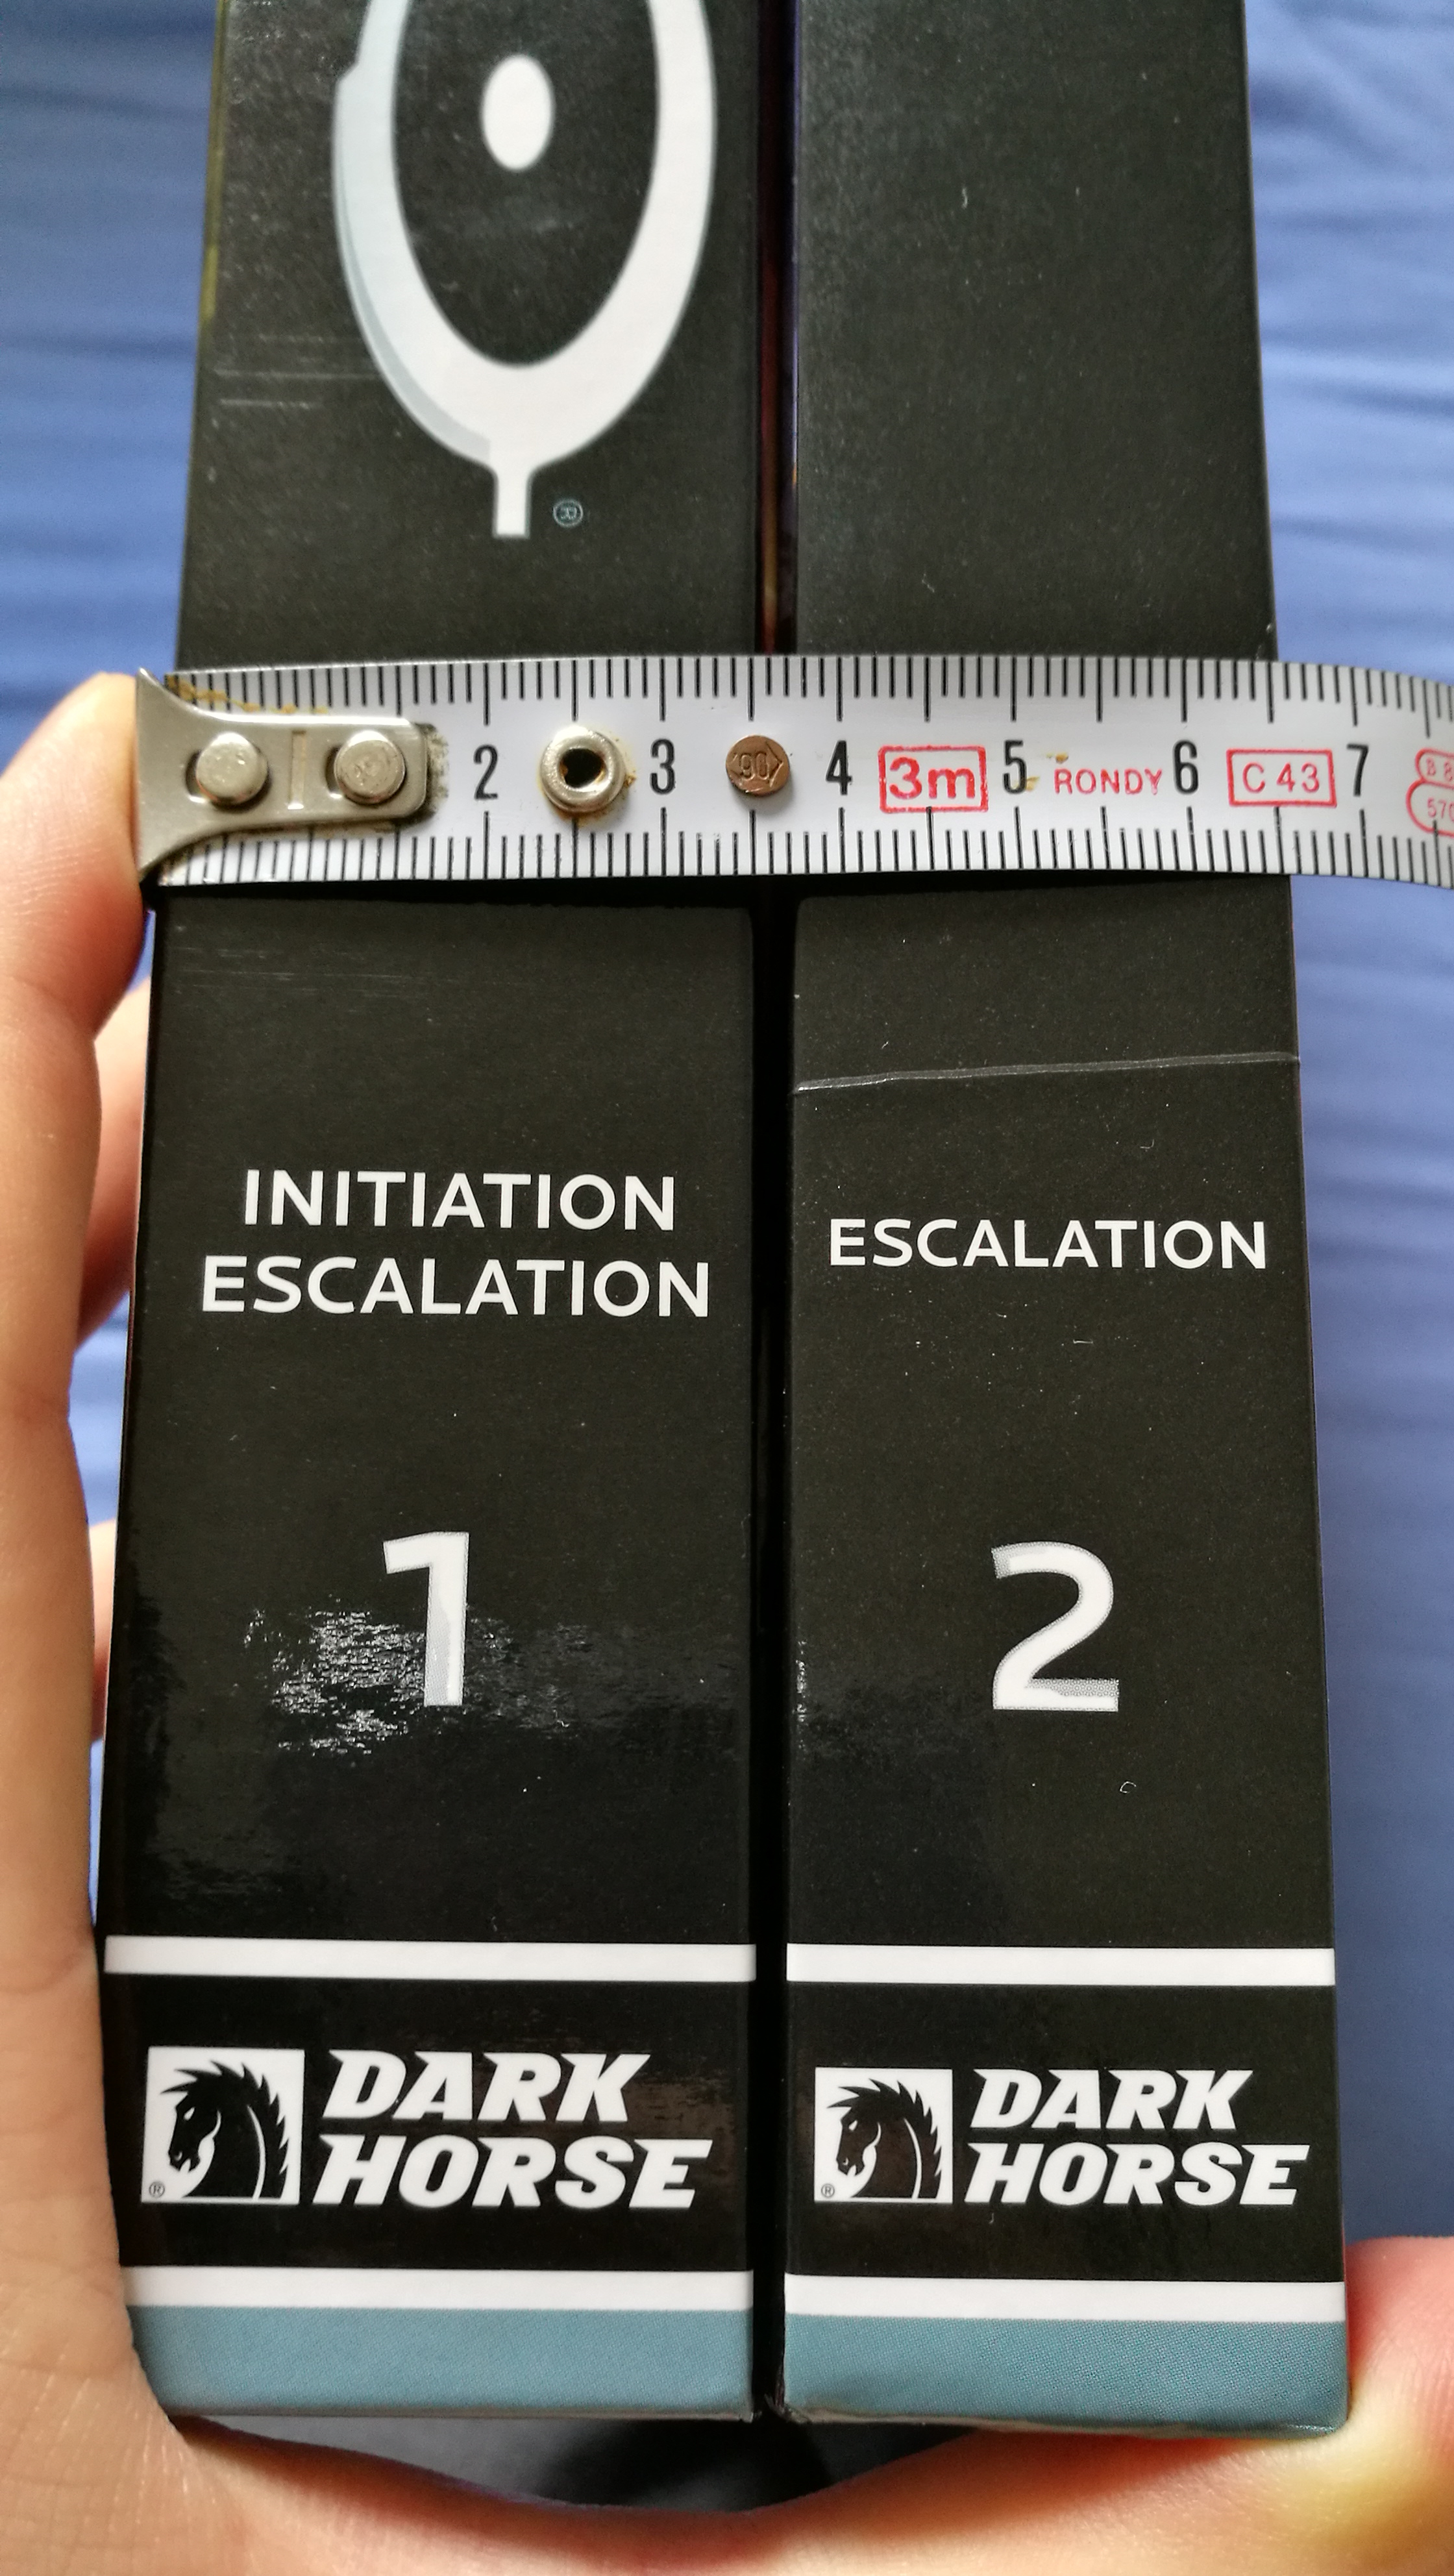 ®
2 3 90 4 3m 5 RONDY 6 C 43 7
INITIATION
ESCALATION
1
DARK
HORSE
®
ESCALATION
2
DARK
HORSE
®